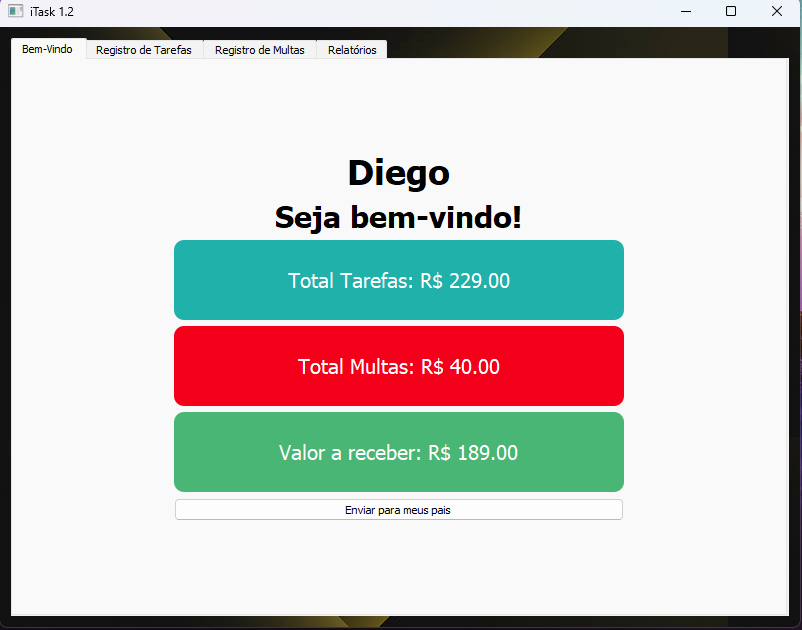 iTask 1.2
Bem-Vindo Registro de Tarefas Registro de Multas Relatórios
Diego
Seja bem-vindo!
Total Tarefas: R$ 229.00
Total Multas: R$ 40.00
Valor a receber: R$ 189.00
Enviar para meus pais